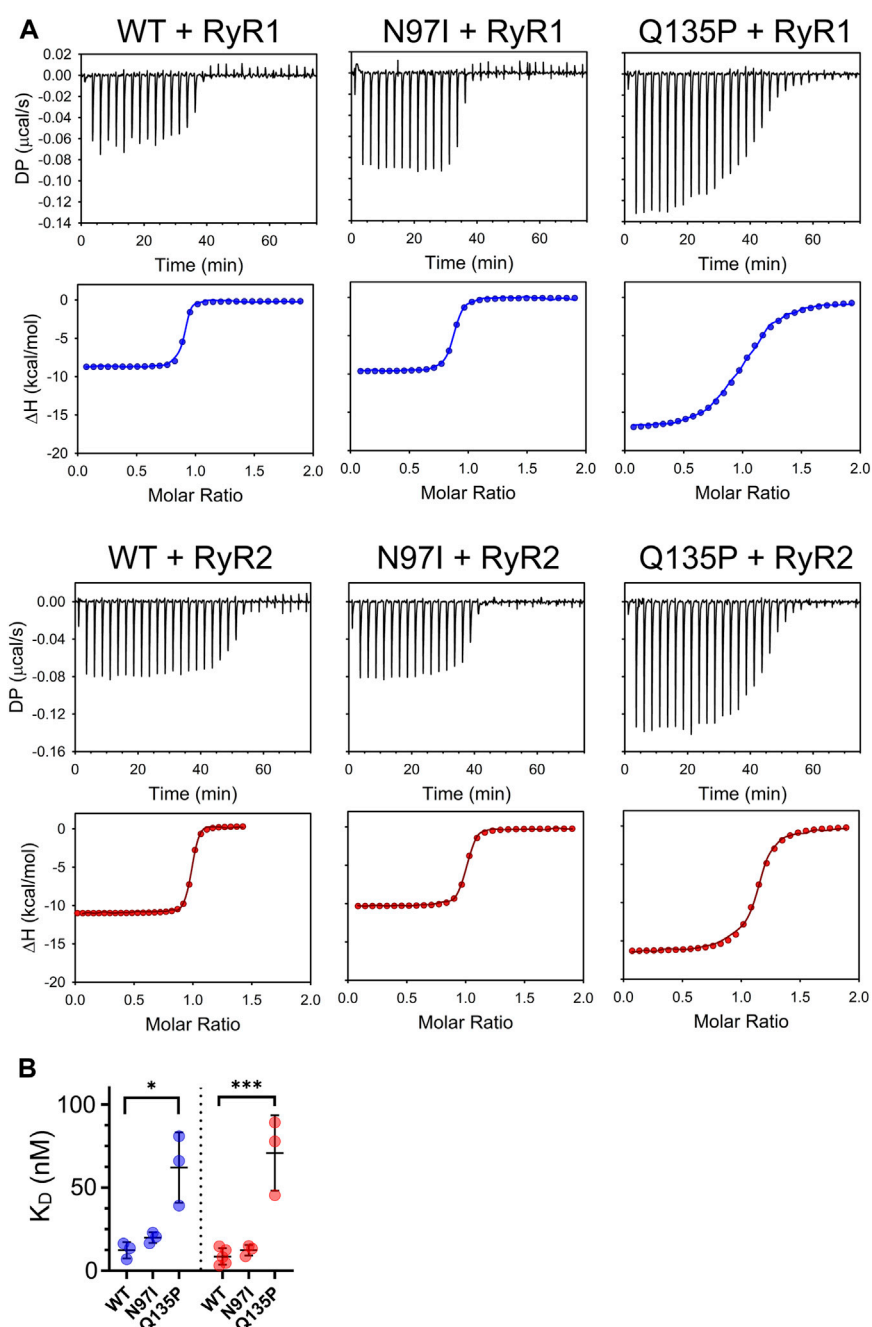 A
WT + RyR1 N97I + RyR1 Q135P + RyR1
0.02
0.00
-0.02
-0.04
-0.06
-0.08
-0.10
-0.12
-0.14
DP (μcal/s)
0 20 40 60 0 20 40 60 0 20 40 60
Time (min) Time (min) Time (min)
0
-5
-10
-15
-20
ΔH (kcal/mol)
0.0 0.5 1.0 1.5 2.0 0.0 0.5 1.0 1.5 2.0 0.0 0.5 1.0 1.5 2.0
Molar Ratio Molar Ratio Molar Ratio
WT + RyR2 N97I + RyR2 Q135P + RyR2
0.00
-0.04
-0.08
-0.12
-0.16
DP (μcal/s)
0 20 40 60 0 20 40 60 0 20 40 60
Time (min) Time (min) Time (min)
0
-5
-10
-15
-20
ΔH (kcal/mol)
0.0 0.5 1.0 1.5 2.0 0.0 0.5 1.0 1.5 2.0 0.0 0.5 1.0 1.5 2.0
Molar Ratio Molar Ratio Molar Ratio
B
* ***
100
50
0
KD (nM)
WT N97I Q135P WT N97I Q135P